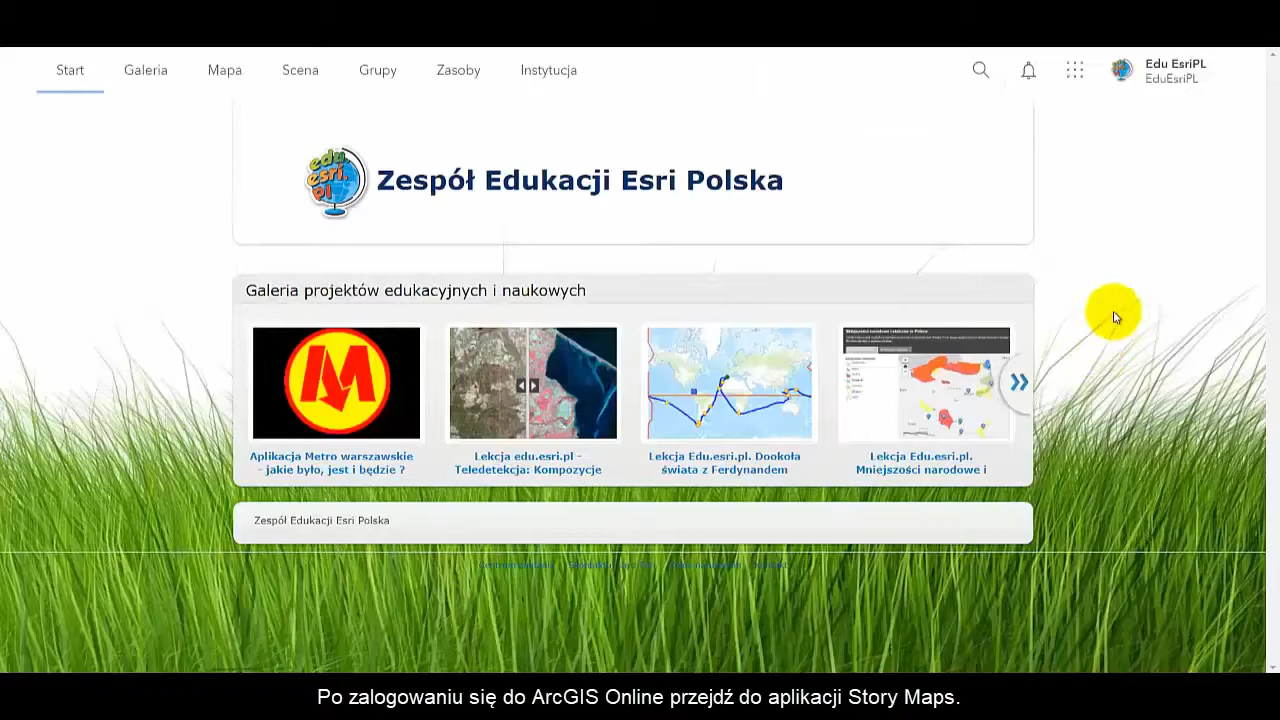 Start Galeria Mapa Scena Grupy Zasoby Instytucja
Edu EsriPL
EduEsriPL
edu.
esri.
pl
Zespół Edukacji Esri Polska
Galeria projektów edukacyjnych i naukowych
Aplikacja Metro warszawskie
- jakie było, jest i będzie ?
Lekcja edu.esri.pl -
Teledetekcja: Kompozycje
Lekcja Edu.esri.pl. Dookoła
świata z Ferdynandem
Lekcja Edu.esri.pl.
Mniejszości narodowe i
Zespół Edukacji Esri Polska
Po zalogowaniu się do ArcGIS Online przejdź do aplikacji Story Maps.